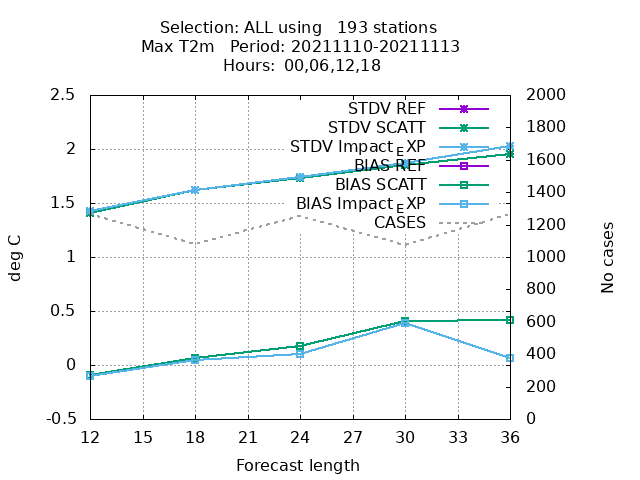 Selection: ALL using 193 stations
Max T2m Period: 20211110-20211113
Hours: 00,06,12,18
STDV REF
STDV SCATT
STDV Impact_EXP
BIAS REF
BIAS SCATT
BIAS Impact_EXP
CASES
deg C
2.5
2
1.5
1
0.5
0
-0.5
2000
1800
1600
1400
1200
1000
800
600
400
200
0
No cases
12 15 18 21 24 27 30 33 36
Forecast length